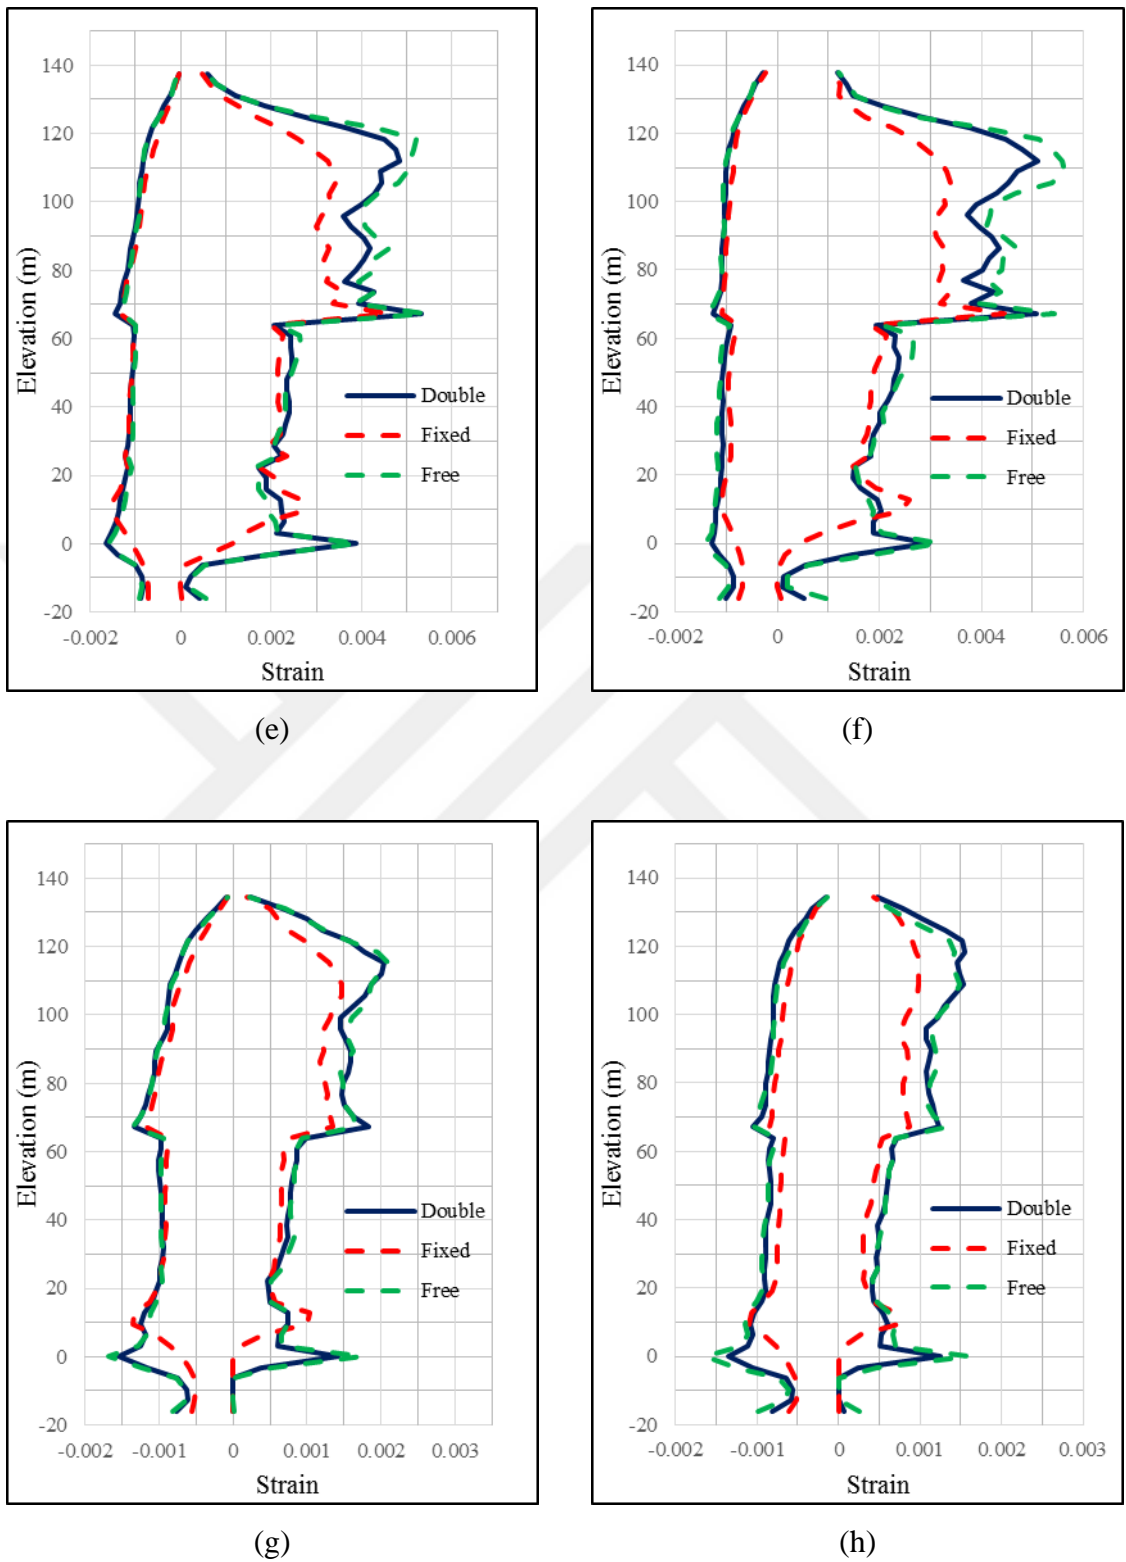 140
120
100
80
60
40
20
0
-20
-0.002 0 0.002 0.004 0.006
Elevation (m)
Strain
Double
Fixed
Free
(e)
140
120
100
80
60
40
20
0
-20
-0.002 0 0.002 0.004 0.006
Elevation (m)
Strain
Double
Fixed
Free
(f)
140
120
100
80
60
40
20
0
-20
-0.002 -0.001 0 0.001 0.002 0.003
Elevation (m)
Strain
Double
Fixed
Free
(g)
140
120
100
80
60
40
20
0
-20
-0.002 -0.001 0 0.001 0.002 0.003
Elevation (m)
Strain
Double
Fixed
Free
(h)